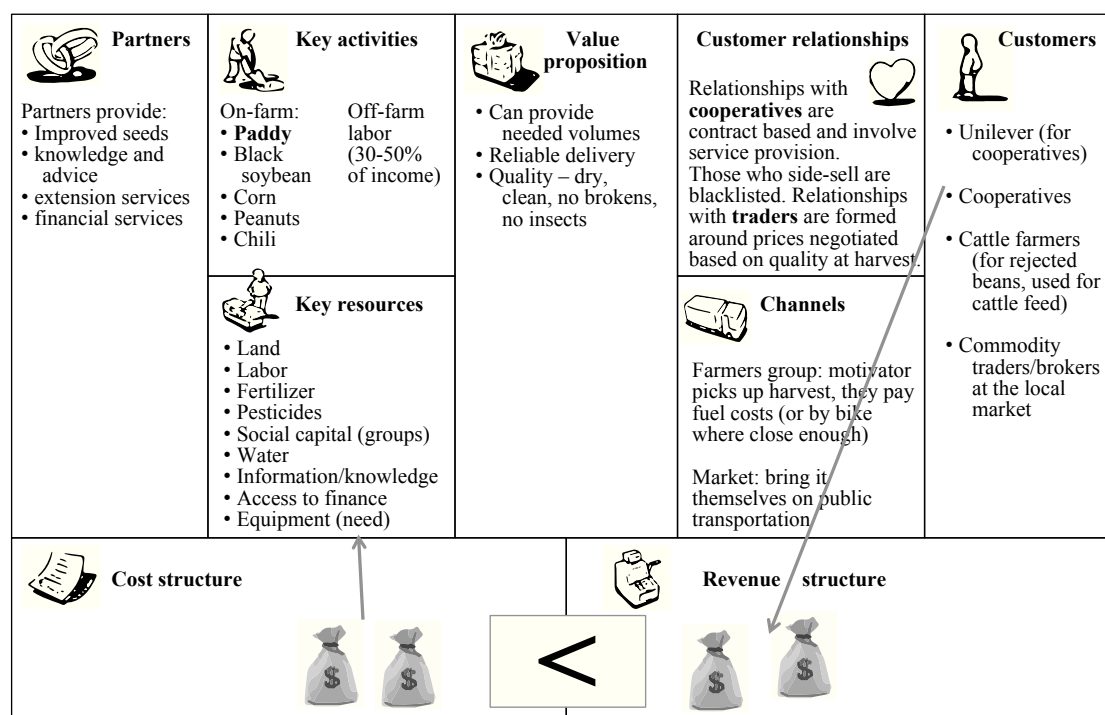 Partners
Partners provide:
• Improved seeds
• knowledge and
advice
• extension services
• financial services
Key activities
On-farm:
• Paddy
• Black
soybean
• Corn
• Peanuts
• Chili
Off-farm
labor
(30-50%
of income)
Key resources
• Land
• Labor
• Fertilizer
• Pesticides
• Social capital (groups)
• Water
• Information/knowledge
• Access to finance
• Equipment (need)
Value
proposition
• Can provide
needed volumes
• Reliable delivery
• Quality – dry,
clean, no brokens,
no insects
Customer relationships
Relationships with
cooperatives are
contract based and involve
service provision.
Those who side-sell are
blacklisted. Relationships
with traders are formed
around prices negotiated
based on quality at harvest.
Channels
Farmers group: motivator
picks up harvest, they pay
fuel costs (or by bike
where close enough)
Market: bring it
themselves on public
transportation
Customers
• Unilever (for
cooperatives)
• Cooperatives
• Cattle farmers
(for rejected
beans, used for
cattle feed)
• Commodity
traders/brokers
at the local
market
Cost structure
$ $
<
Revenue structure
$ $